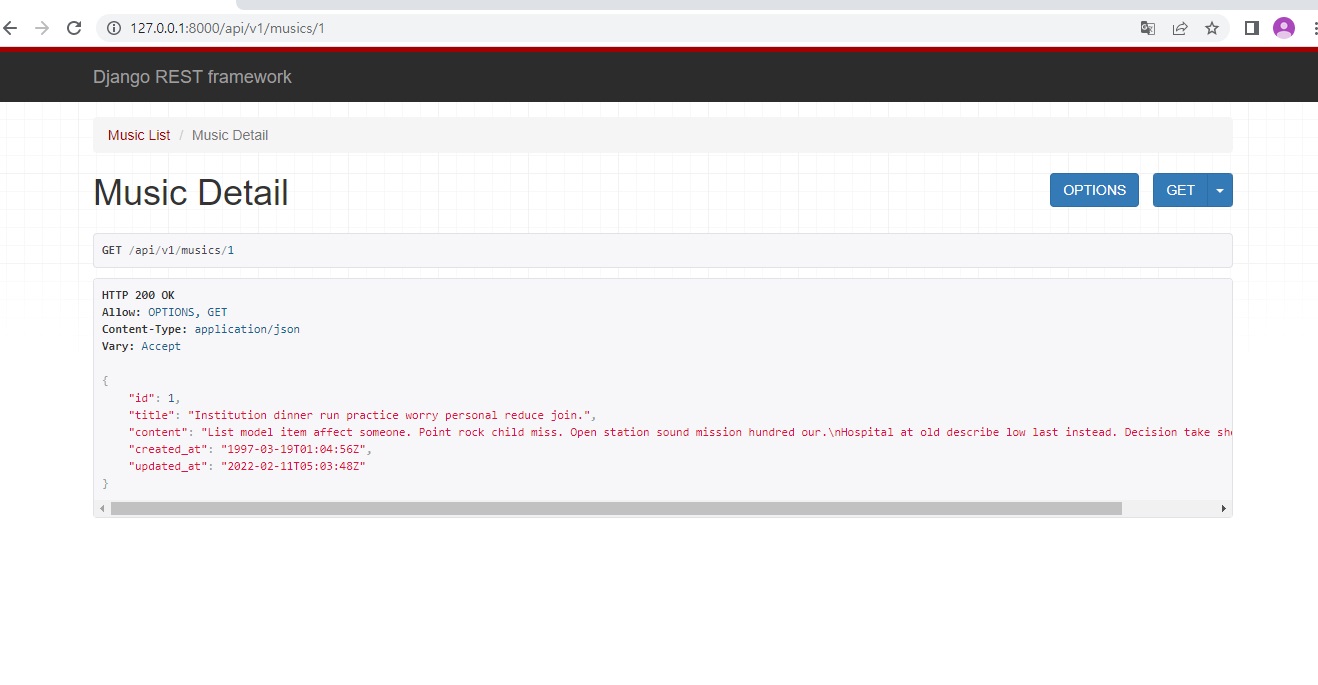 127.0.0.1:8000/api/v1/musics/1
Django REST framework
Music List / Music Detail
Music Detail
OPTIONS
GET
GET /api/v1/musics/1
HTTP 200 OK
Allow: OPTIONS, GET
Content-Type: application/json
Vary: Accept
{
    "id": 1,
    "title": "Institution dinner run practice worry personal reduce join.",
    "content": "List model item affect someone. Point rock child miss. Open station sound mission hundred our.\nHospital at old describe low last instead. Decision take
    "created_at": "1997-03-19T01:04:56Z",
    "updated_at": "2022-02-11T05:03:48Z"
}